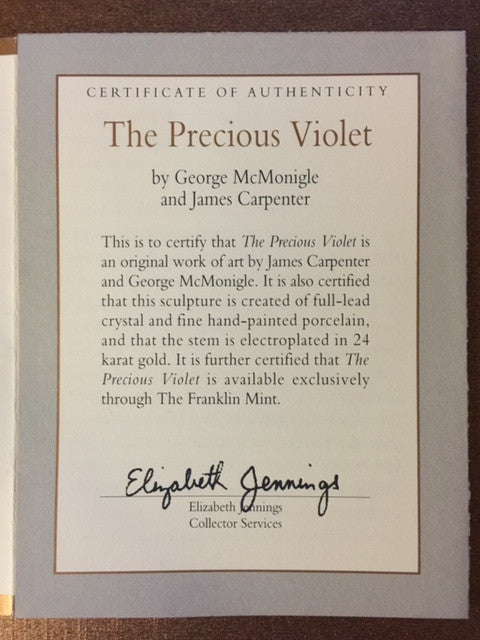 CERTIFICATE OF AUTHENTICITY
The Precious Violet
by George McMonigle
and James Carpenter
This is to certify that The Precious Violet is
an original work of art by James Carpenter
and George McMonigle. It is also certified
that this sculpture is created of full-lead
crystal and fine hand-painted porcelain,
and that the stem is electroplated in 24
karat gold. It is further certified that The
Precious Violet is available exclusively
through The Franklin Mint.
Elizabeth Jennings
Elizabeth Jennings
Collector Services